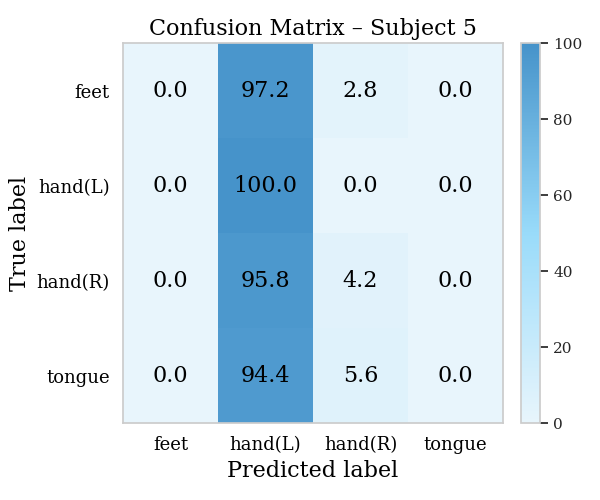 Confusion Matrix – Subject 5
True label
feet 0.0 97.2 2.8 0.0
hand(L) 0.0 100.0 0.0 0.0
hand(R) 0.0 95.8 4.2 0.0
tongue 0.0 94.4 5.6 0.0
feet hand(L) hand(R) tongue
Predicted label
100
80
60
40
20
0